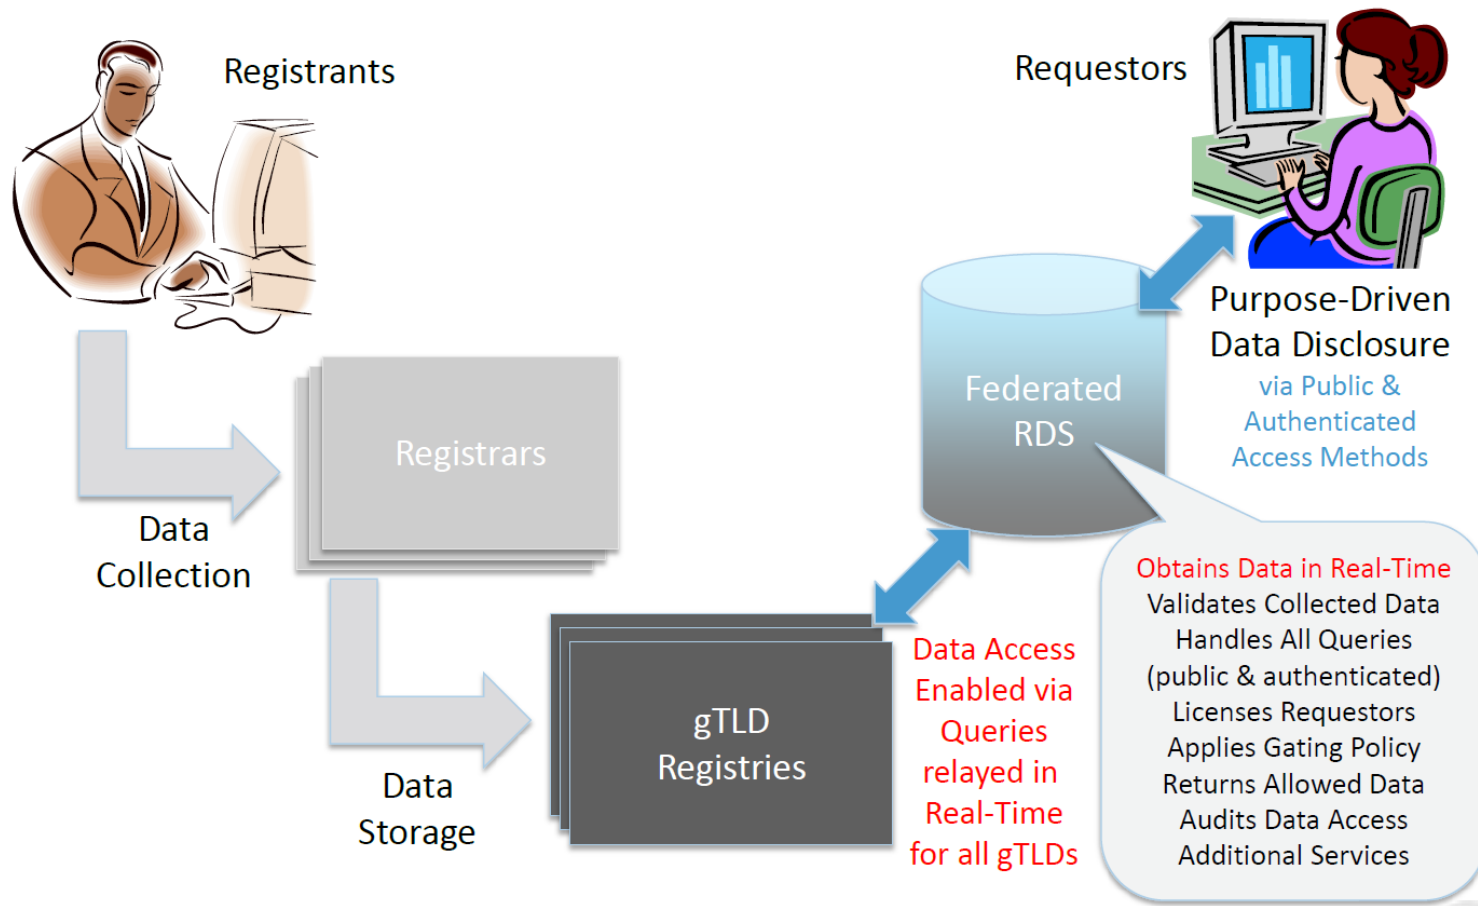 Registrants
Requestors
Registrars
Data
Collection
gTLD
Registries
Data
Storage
Federated
RDS
Purpose-Driven
Data Disclosure
via Public &
Authenticated
Access Methods
Data Access
Enabled via
Queries
relayed in
Real-Time
for all gTLDs
Obtains Data in Real-Time
Validates Collected Data
Handles All Queries
(public & authenticated)
Licenses Requestors
Applies Gating Policy
Returns Allowed Data
Audits Data Access
Additional Services